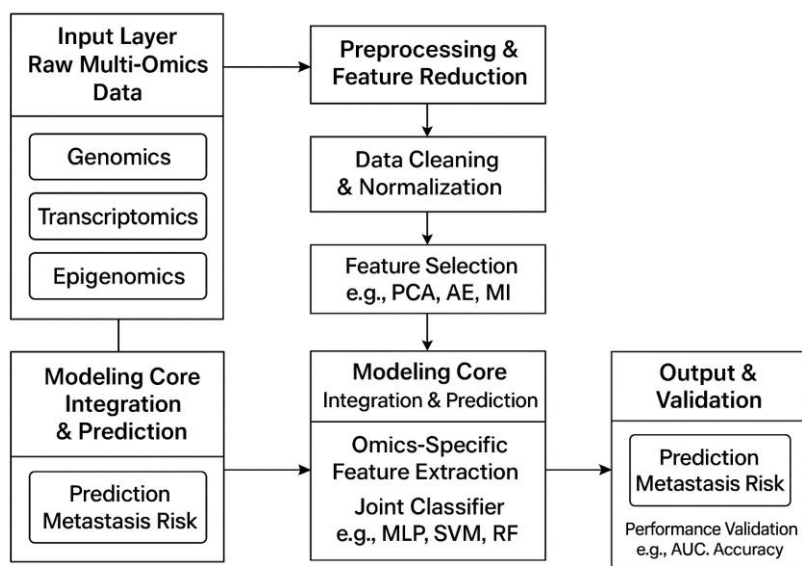 Input Layer
Raw Multi-Omics
Data
Genomics
Transcriptomics
Epigenomics
Preprocessing &
Feature Reduction
Data Cleaning
& Normalization
Feature Selection
e.g., PCA, AE, MI
Modeling Core
Integration
& Prediction
Prediction
Metastasis Risk
Modeling Core
Integration & Prediction
Omics-Specific
Feature Extraction
Joint Classifier
e.g., MLP, SVM, RF
Output &
Validation
Prediction
Metastasis Risk
Performance Validation
e.g., AUC. Accuracy